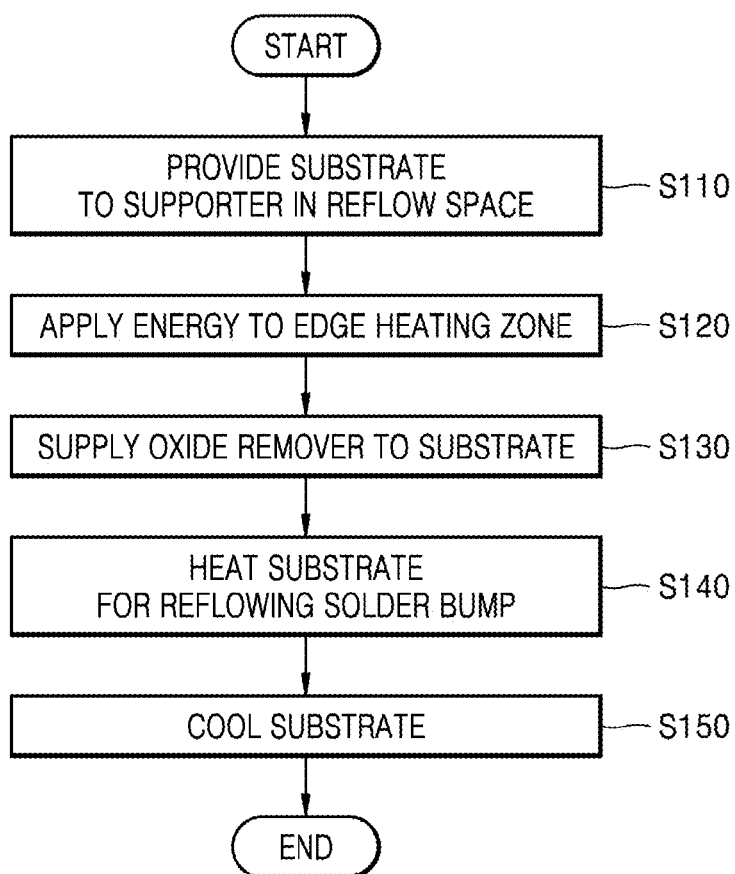 START
PROVIDE SUBSTRATE
TO SUPPORTER IN REFLOW SPACE
S110
APPLY ENERGY TO EDGE HEATING ZONE
S120
SUPPLY OXIDE REMOVER TO SUBSTRATE
S130
HEAT SUBSTRATE
FOR REFLOWING SOLDER BUMP
S140
COOL SUBSTRATE
S150
END